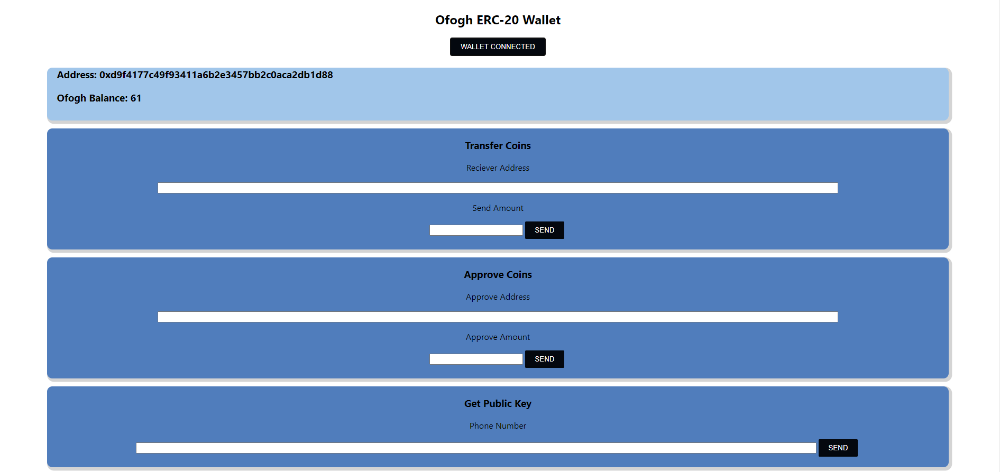 Ofogh ERC-20 Wallet
WALLET CONNECTED
Address: 0xd9f4177c49f93411a6b2e3457bb2c0aca2db1d88
Ofogh Balance: 61
Transfer Coins
Reciever Address
Send Amount
SEND
Approve Coins
Approve Address
Approve Amount
SEND
Get Public Key
Phone Number
SEND